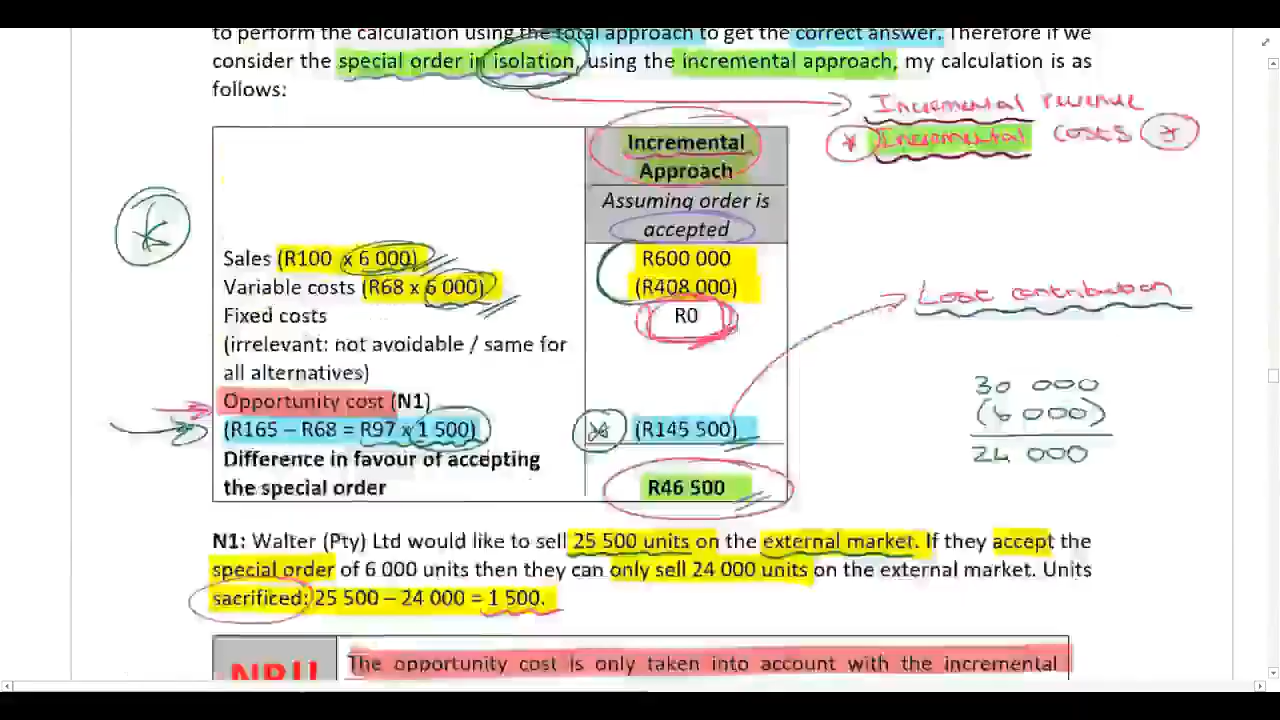 to perform the calculation using the total approach to get the correct answer. Therefore if we
consider the special order in isolation, using the incremental approach, my calculation is as
follows:
Incremental revenue
* Incremental costs *
Incremental
Approach
Assuming order is
accepted
Sales (R100 x 6 000) R600 000
Variable costs (R68 x 6 000) (R408 000)
Fixed costs R0
(irrelevant: not avoidable / same for
all alternatives)
Lost contribution
Opportunity cost (N1)
(R165 – R68 = R97 x 1 500) (R145 500)
Difference in favour of accepting
the special order R46 500
30 000
(6 000)
24 000
N1: Walter (Pty) Ltd would like to sell 25 500 units on the external market. If they accept the
special order of 6 000 units then they can only sell 24 000 units on the external market. Units
sacrificed: 25 500 – 24 000 = 1 500.
NB!! The opportunity cost is only taken into account with the incremental